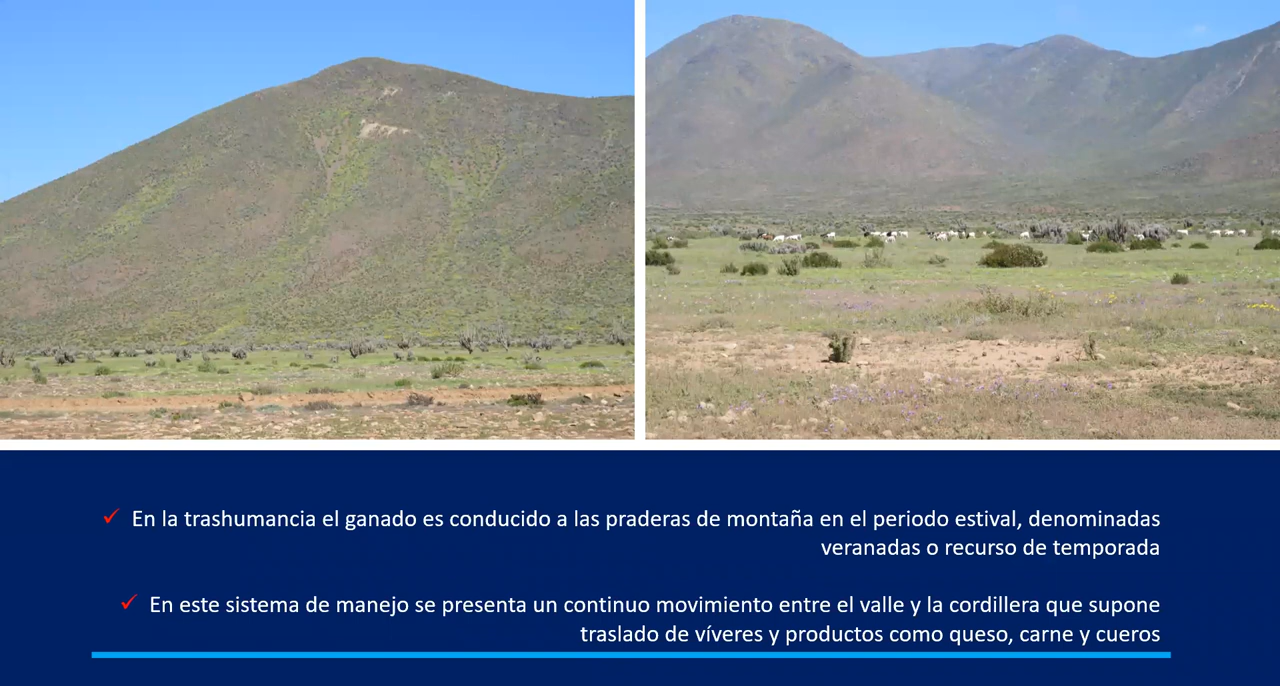 ✓ En la trashumancia el ganado es conducido a las praderas de montaña en el periodo estival, denominadas
veranadas o recurso de temporada
✓ En este sistema de manejo se presenta un continuo movimiento entre el valle y la cordillera que supone
traslado de víveres y productos como queso, carne y cueros